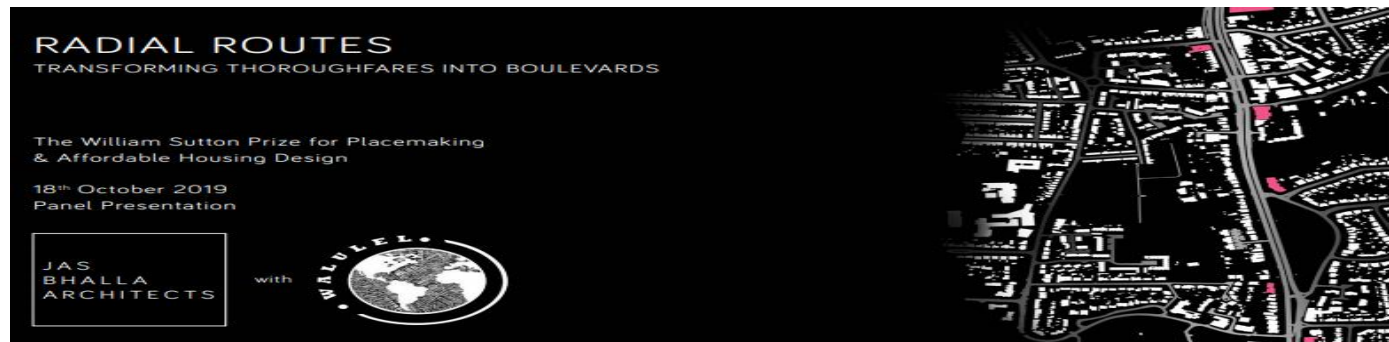 RADIAL ROUTES
TRANSFORMING THOROUGHFARES INTO BOULEVARDS
The William Sutton Prize for Placemaking
& Affordable Housing Design
18th October 2019
Panel Presentation
JAS
BHALLA
ARCHITECTS
with
WALULEL